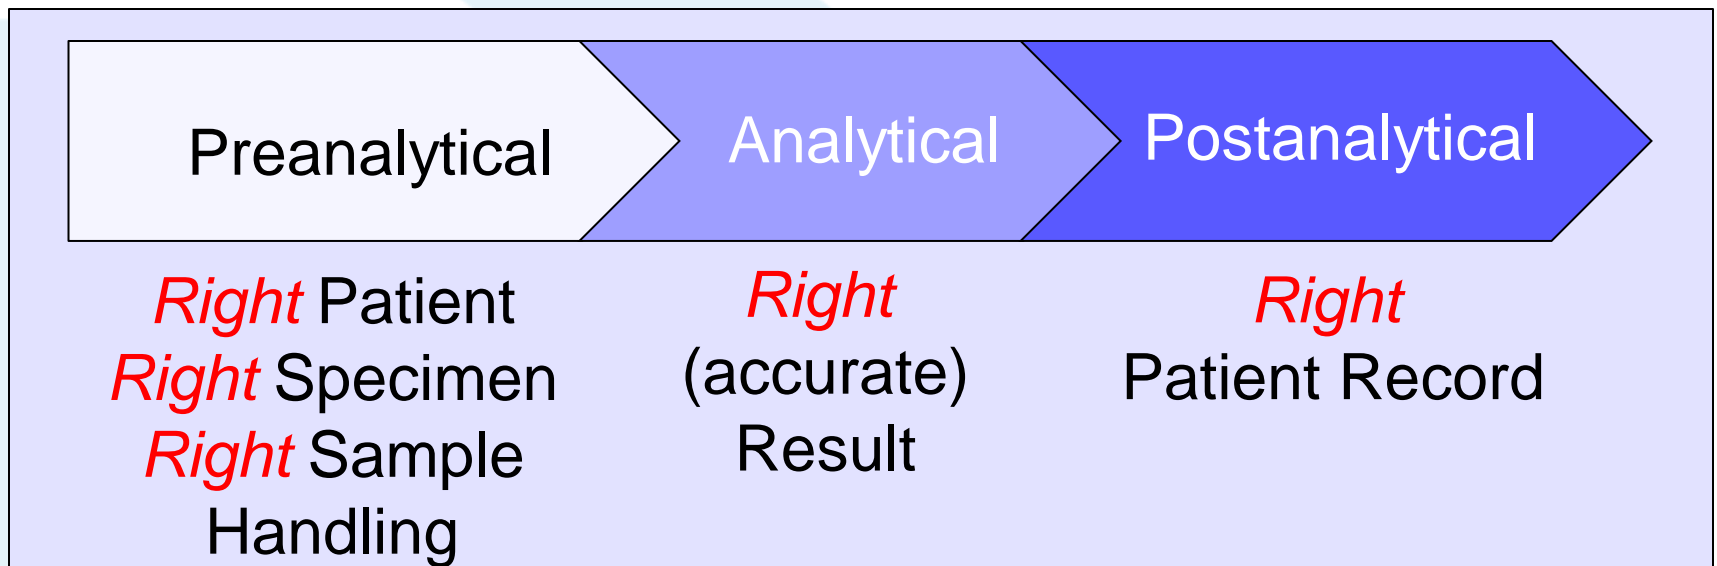 Preanalytical
Analytical
Postanalytical
Right Patient
Right Specimen
Right Sample
Handling
Right
(accurate)
Result
Right
Patient Record